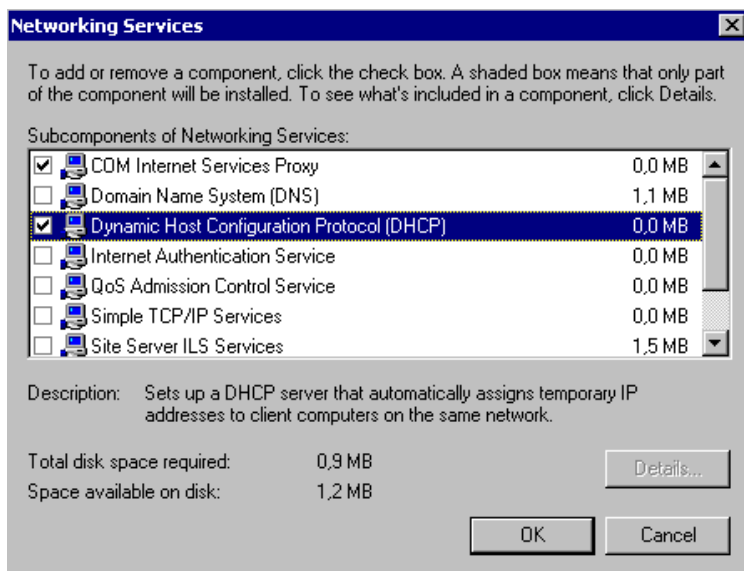 Networking Services
To add or remove a component, click the check box. A shaded box means that only part
of the component will be installed. To see what's included in a component, click Details.
Subcomponents of Networking Services:
COM Internet Services Proxy 0,0 MB
Domain Name System (DNS) 1,1 MB
Dynamic Host Configuration Protocol (DHCP) 0,0 MB
Internet Authentication Service 0,0 MB
QoS Admission Control Service 0,0 MB
Simple TCP/IP Services 0,0 MB
Site Server ILS Services 1,5 MB
Description: Sets up a DHCP server that automatically assigns temporary IP
addresses to client computers on the same network.
Total disk space required: 0,9 MB
Space available on disk: 1,2 MB
Details...
OK Cancel